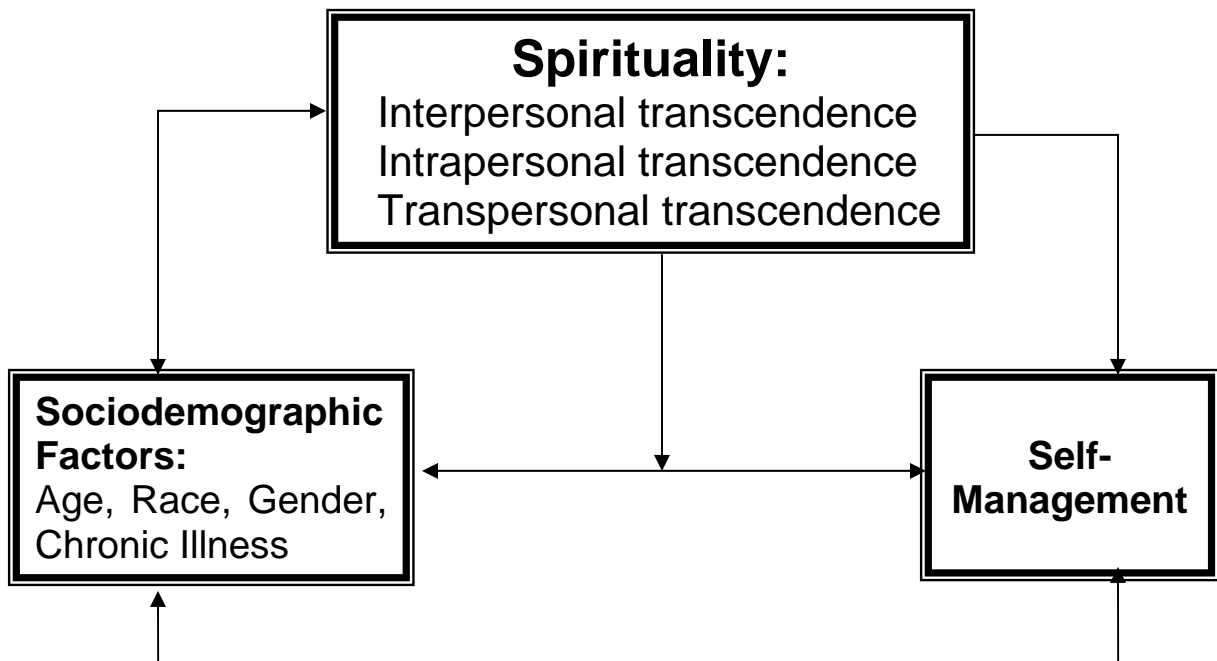 Spirituality:
Interpersonal transcendence
Intrapersonal transcendence
Transpersonal transcendence
Sociodemographic
Factors:
Age, Race, Gender,
Chronic Illness
Self-
Management